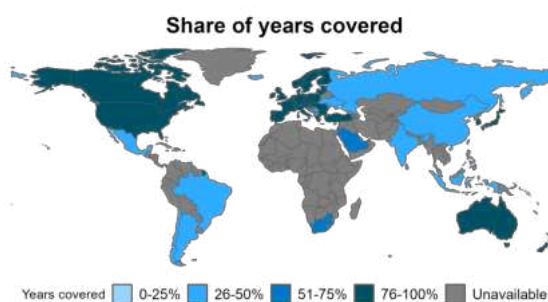 Share of years covered
Years covered 0-25% 26-50% 51-75% 76-100% Unavailable